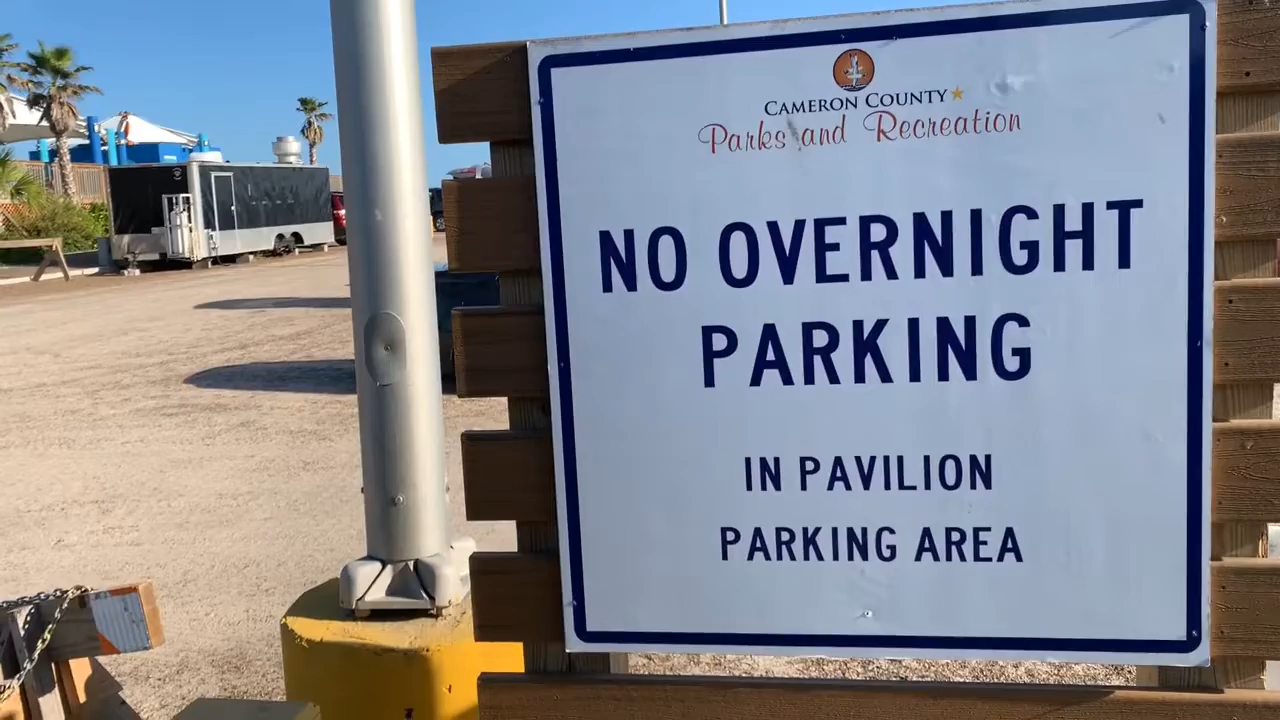 CAMERON COUNTY
Parks and Recreation
NO OVERNIGHT
PARKING
IN PAVILION
PARKING AREA